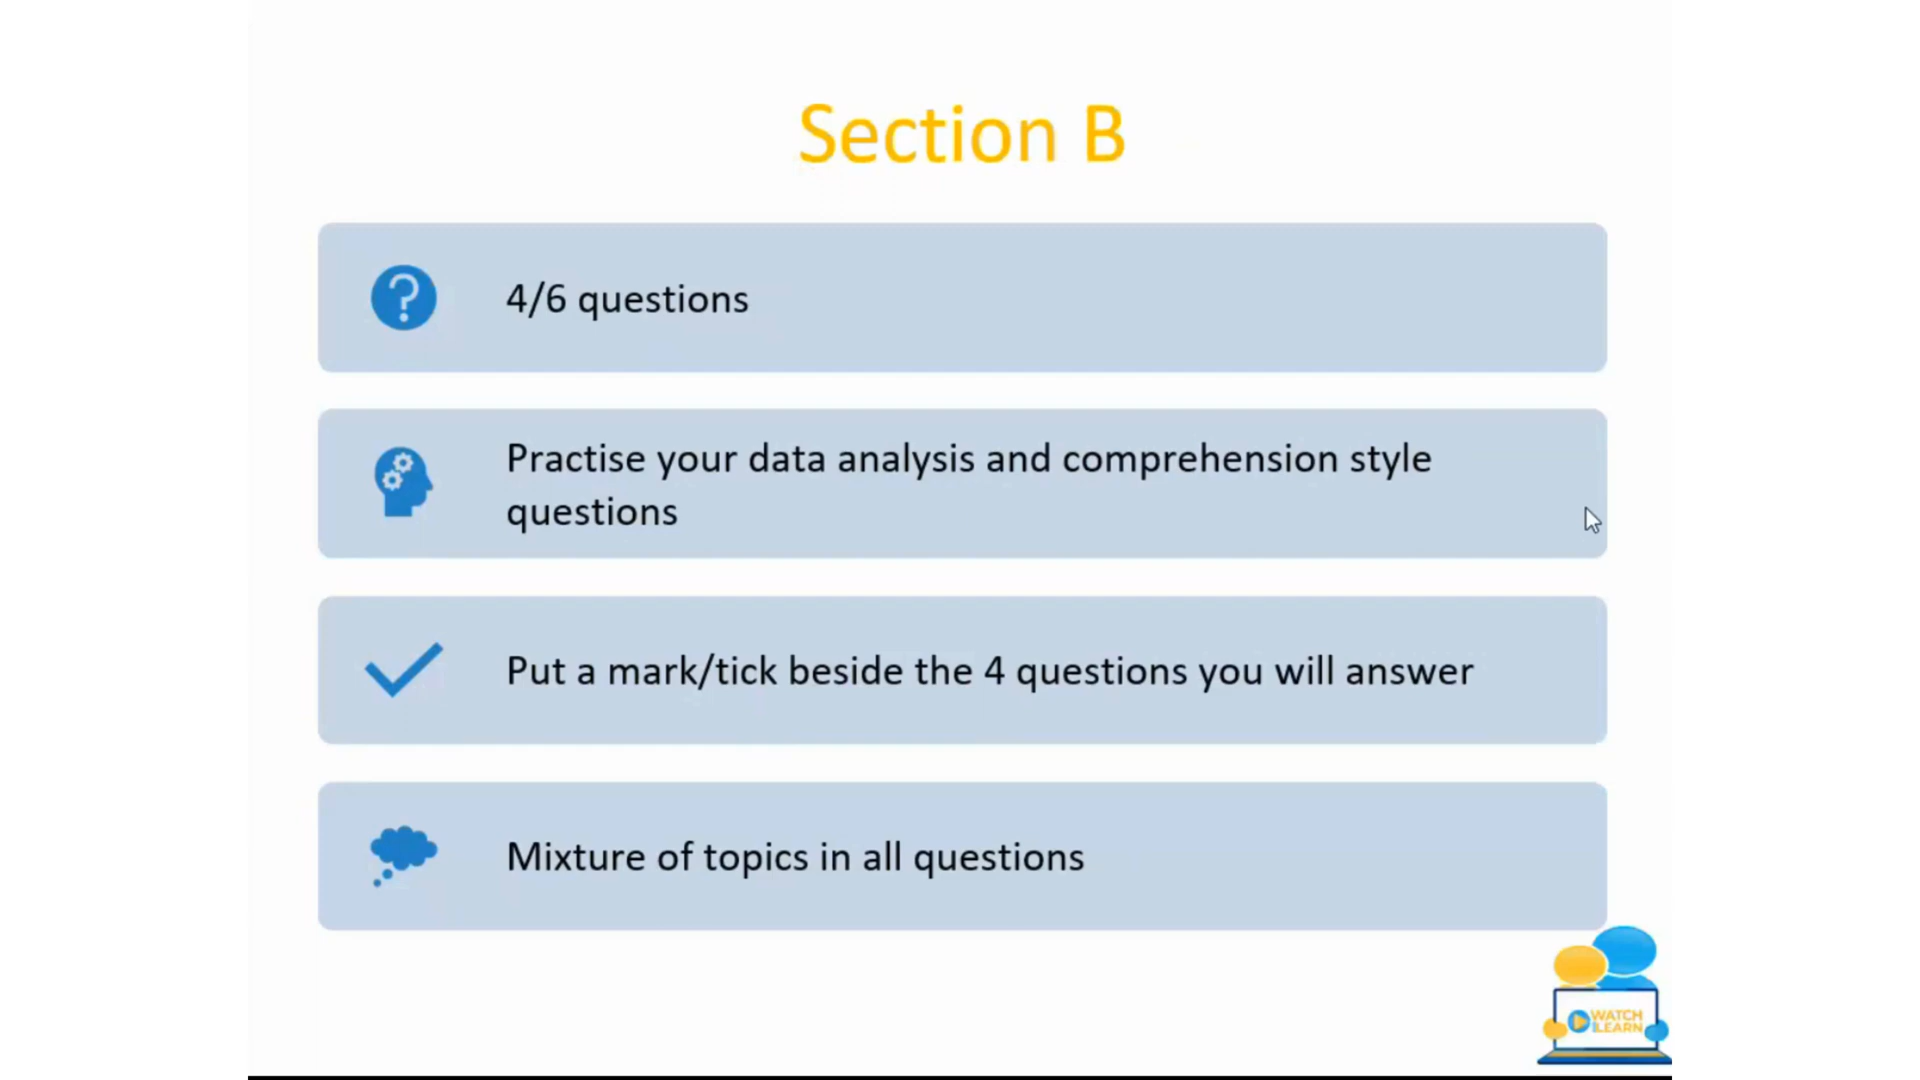 Section B
4/6 questions
Practise your data analysis and comprehension style
questions
Put a mark/tick beside the 4 questions you will answer
Mixture of topics in all questions
WATCH
LEARN